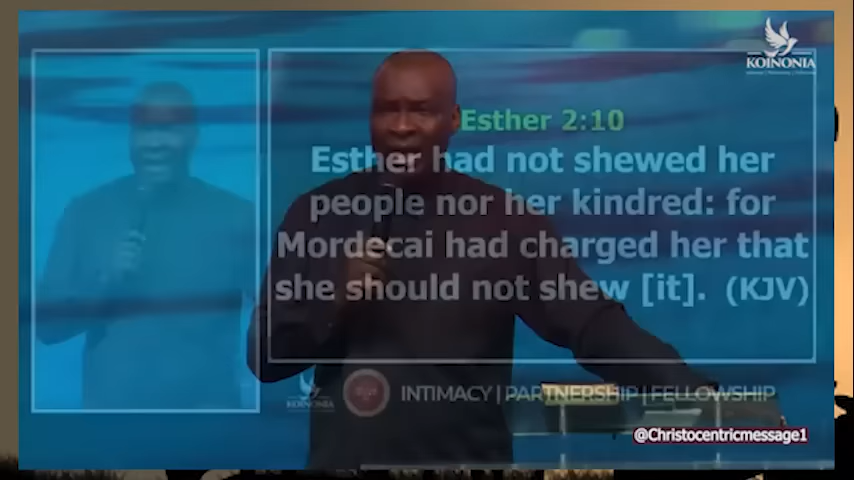 KOINONIA
Esther 2:10
Esther had not shewed her
people nor her kindred: for
Mordecai had charged her that
she should not shew [it]. (KJV)
KOINONIA
INTIMACY | PARTNERSHIP | FELLOWSHIP
@Christocentricmessage1